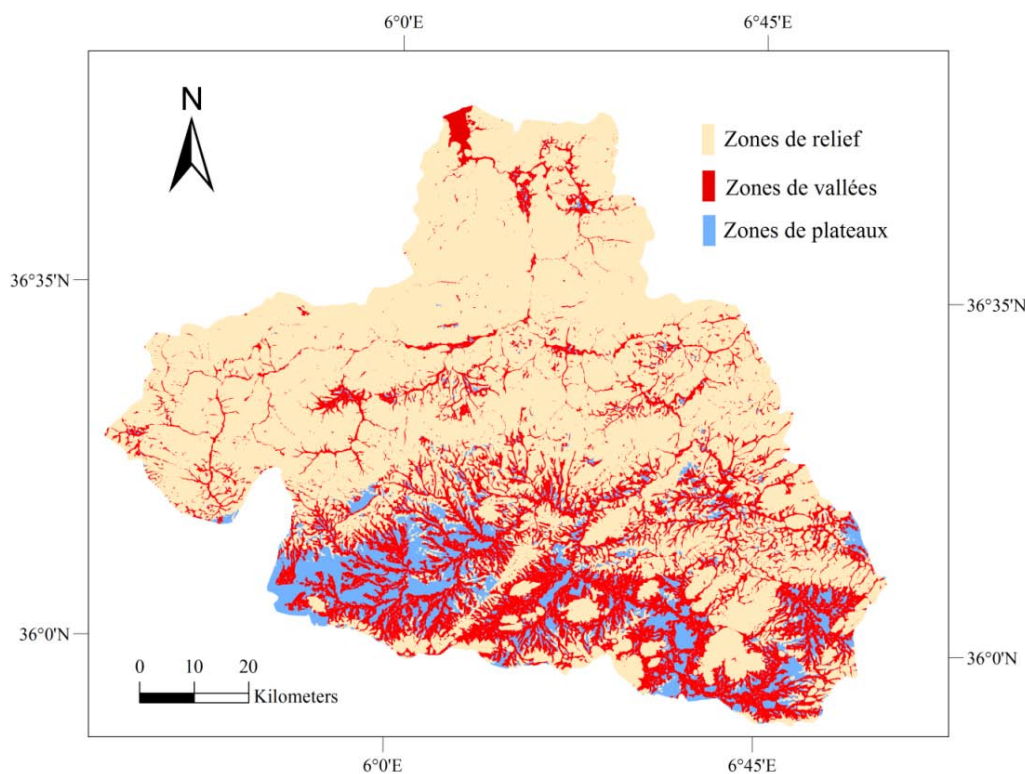 6°0'E
6°45'E
N
Zones de relief
Zones de vallées
Zones de plateaux
36°35'N
36°35'N
36°0'N
36°0'N
0 10 20
Kilometers
6°0'E
6°45'E